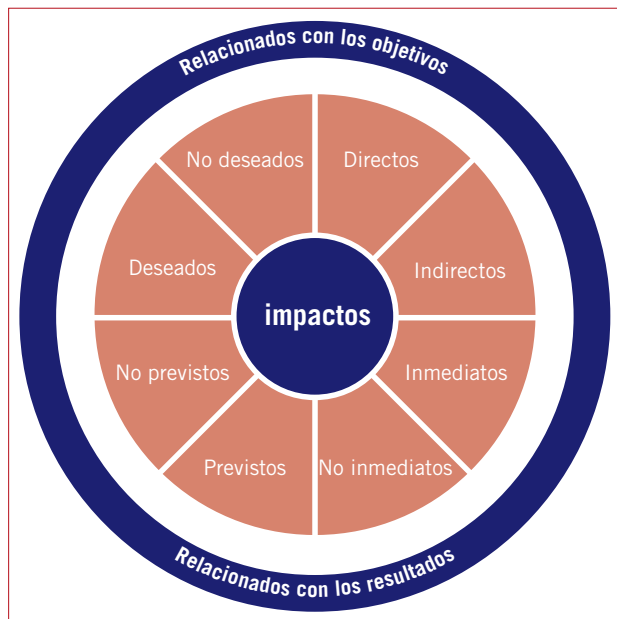 Relacionados con los objetivos
No deseados
Directos
Deseados
Indirectos
impactos
No previstos
Inmediatos
Previstos
No inmediatos
Relacionados con los resultados